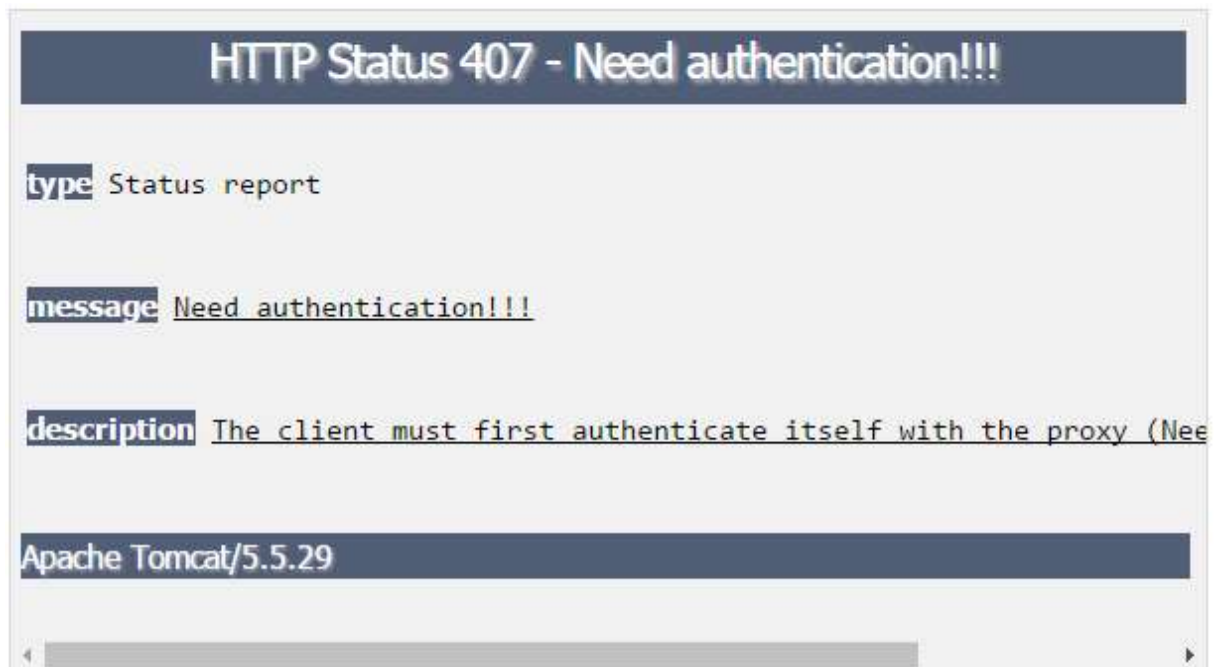 HTTP Status 407 - Need authentication!!!
type Status report
message Need authentication!!!
description The client must first authenticate itself with the proxy (Nee
Apache Tomcat/5.5.29